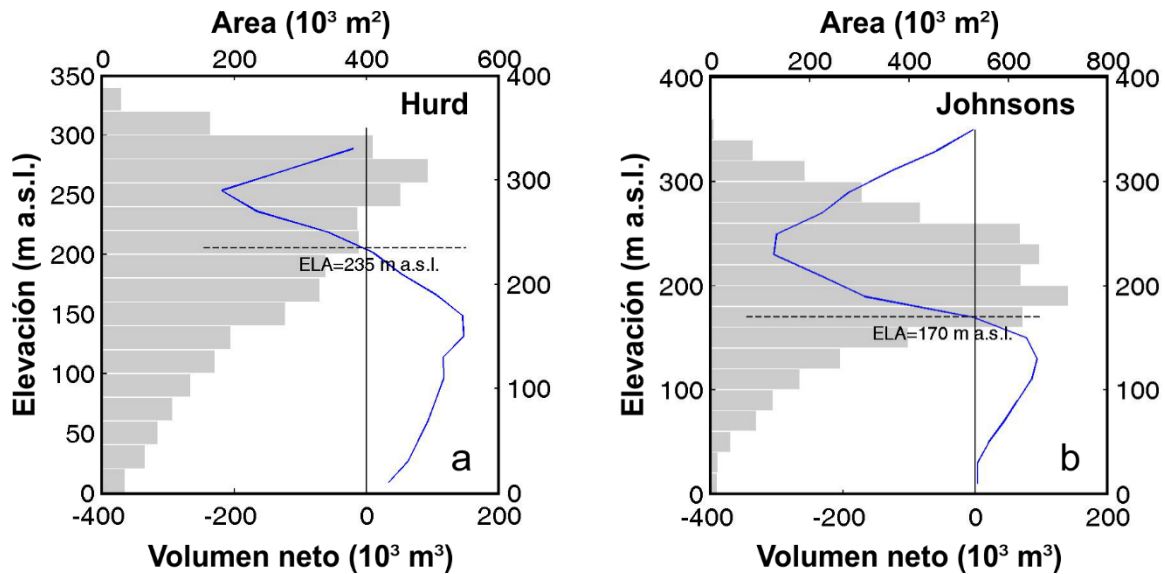 Area (10³ m²)
0 200 400 600
Hurd
Elevación (m a.s.l.)
350
300
250
200
150
100
50
0
400
300
200
100
0
ELA=235 m a.s.l.
a
-400 -200 0 200
Volumen neto (10³ m³)
Area (10³ m²)
0 200 400 600 800
Johnsons
Elevación (m a.s.l.)
400
300
200
100
0
400
300
200
100
0
ELA=170 m a.s.l.
b
-400 -200 0 200
Volumen neto (10³ m³)